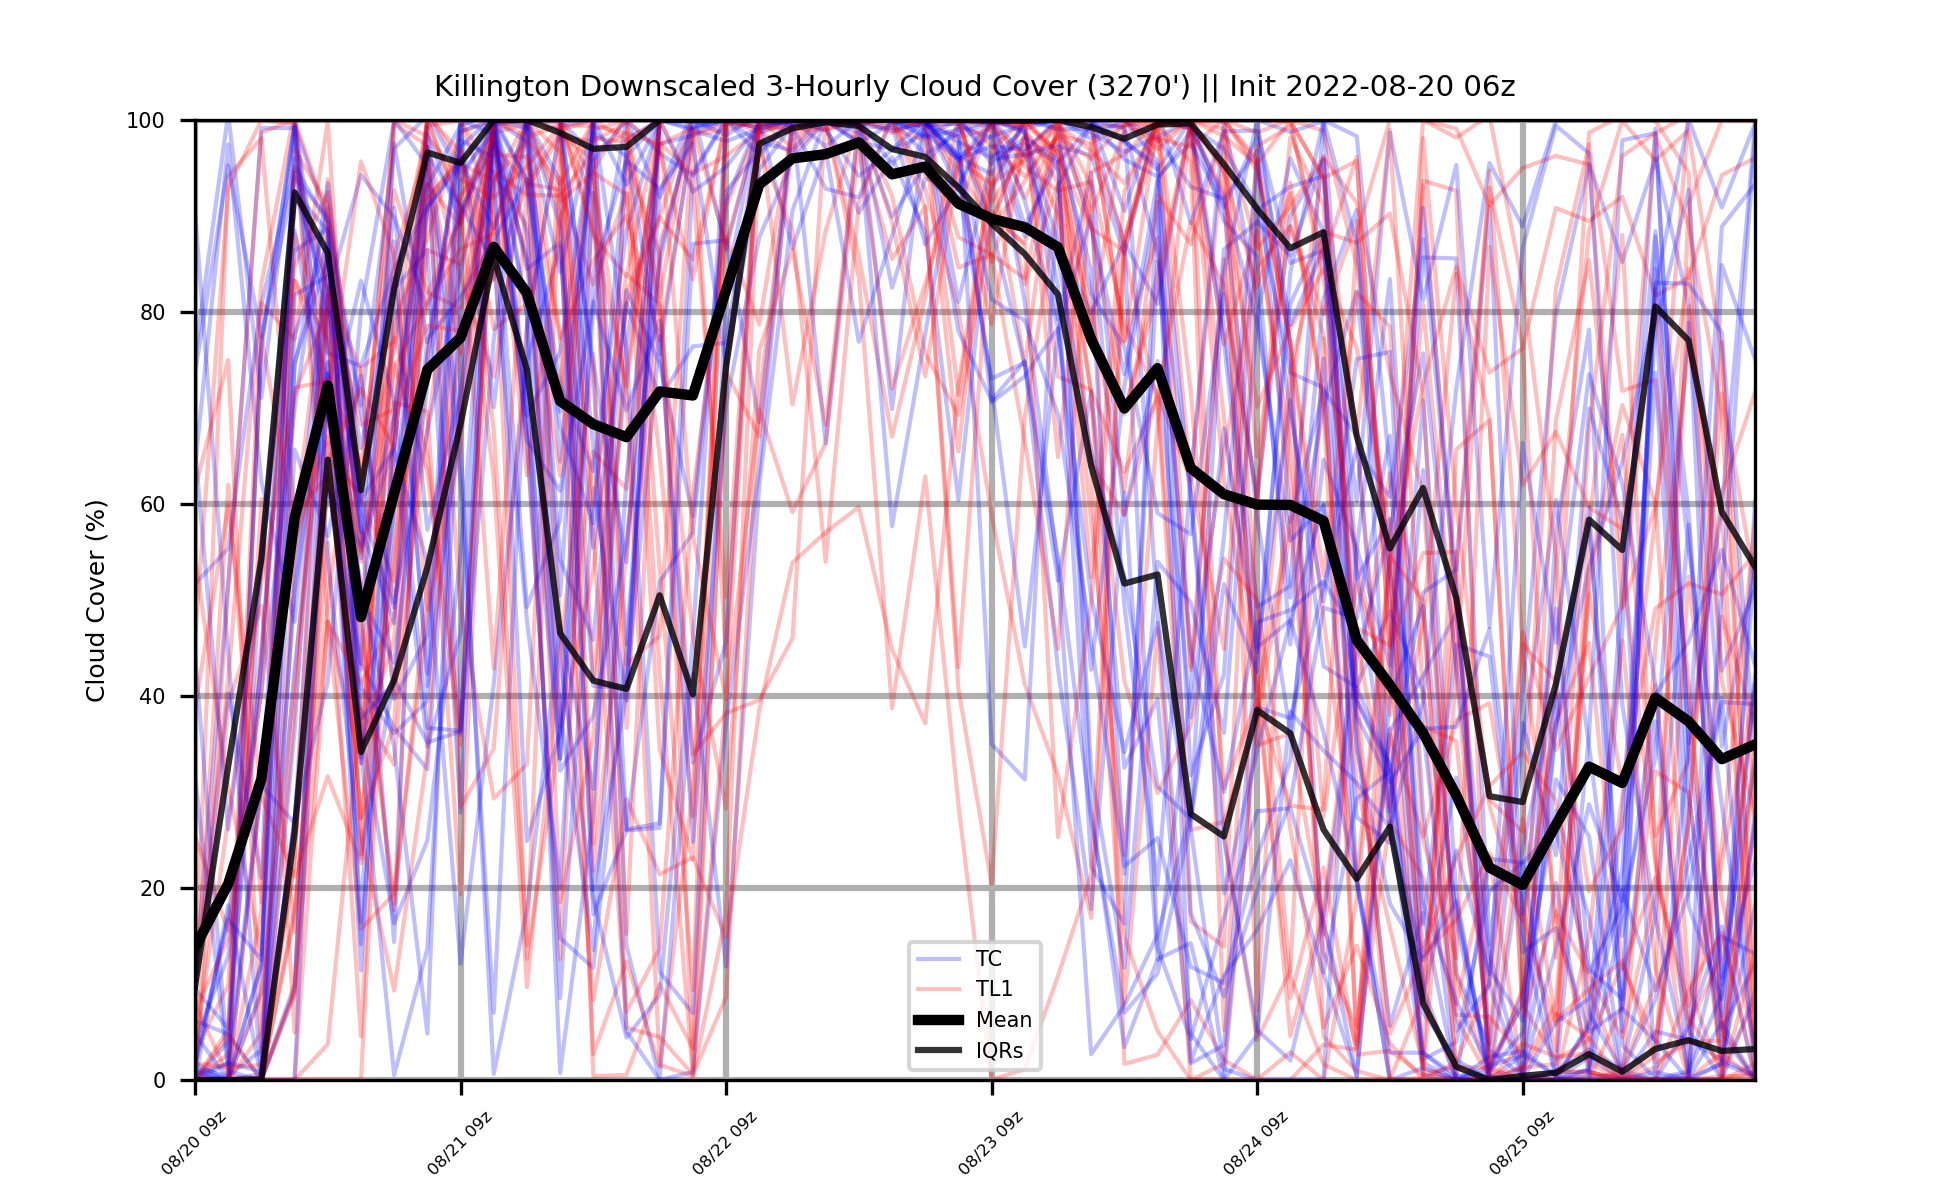 Killington Downscaled 3-Hourly Cloud Cover (3270') || Init 2022-08-20 06z
100
80
60
40
20
0
Cloud Cover (%)
TC
TL1
Mean
IQRs
08/20 09z
08/21 09z
08/22 09z
08/23 09z
08/24 09z
08/25 09z